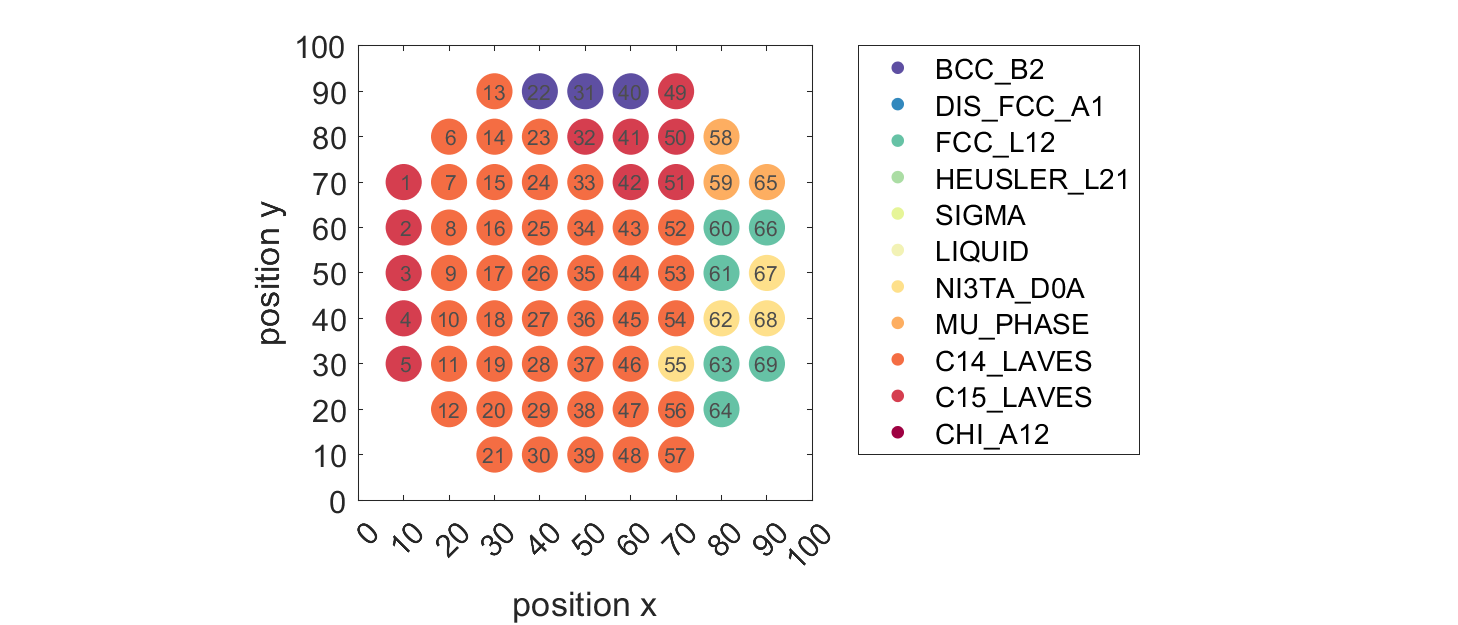 100
90
80
70
60
50
40
30
20
10
0
position y
13 22 31 40 49
6 14 23 32 41 50 58
1 7 15 24 33 42 51 59 65
2 8 16 25 34 43 52 60 66
3 9 17 26 35 44 53 61 67
4 10 18 27 36 45 54 62 68
5 11 19 28 37 46 55 63 69
12 20 29 38 47 56 64
21 30 39 48 57
0 10 20 30 40 50 60 70 80 90 100
position x
BCC_B2
DIS_FCC_A1
FCC_L12
HEUSLER_L21
SIGMA
LIQUID
NI3TA_D0A
MU_PHASE
C14_LAVES
C15_LAVES
CHI_A12